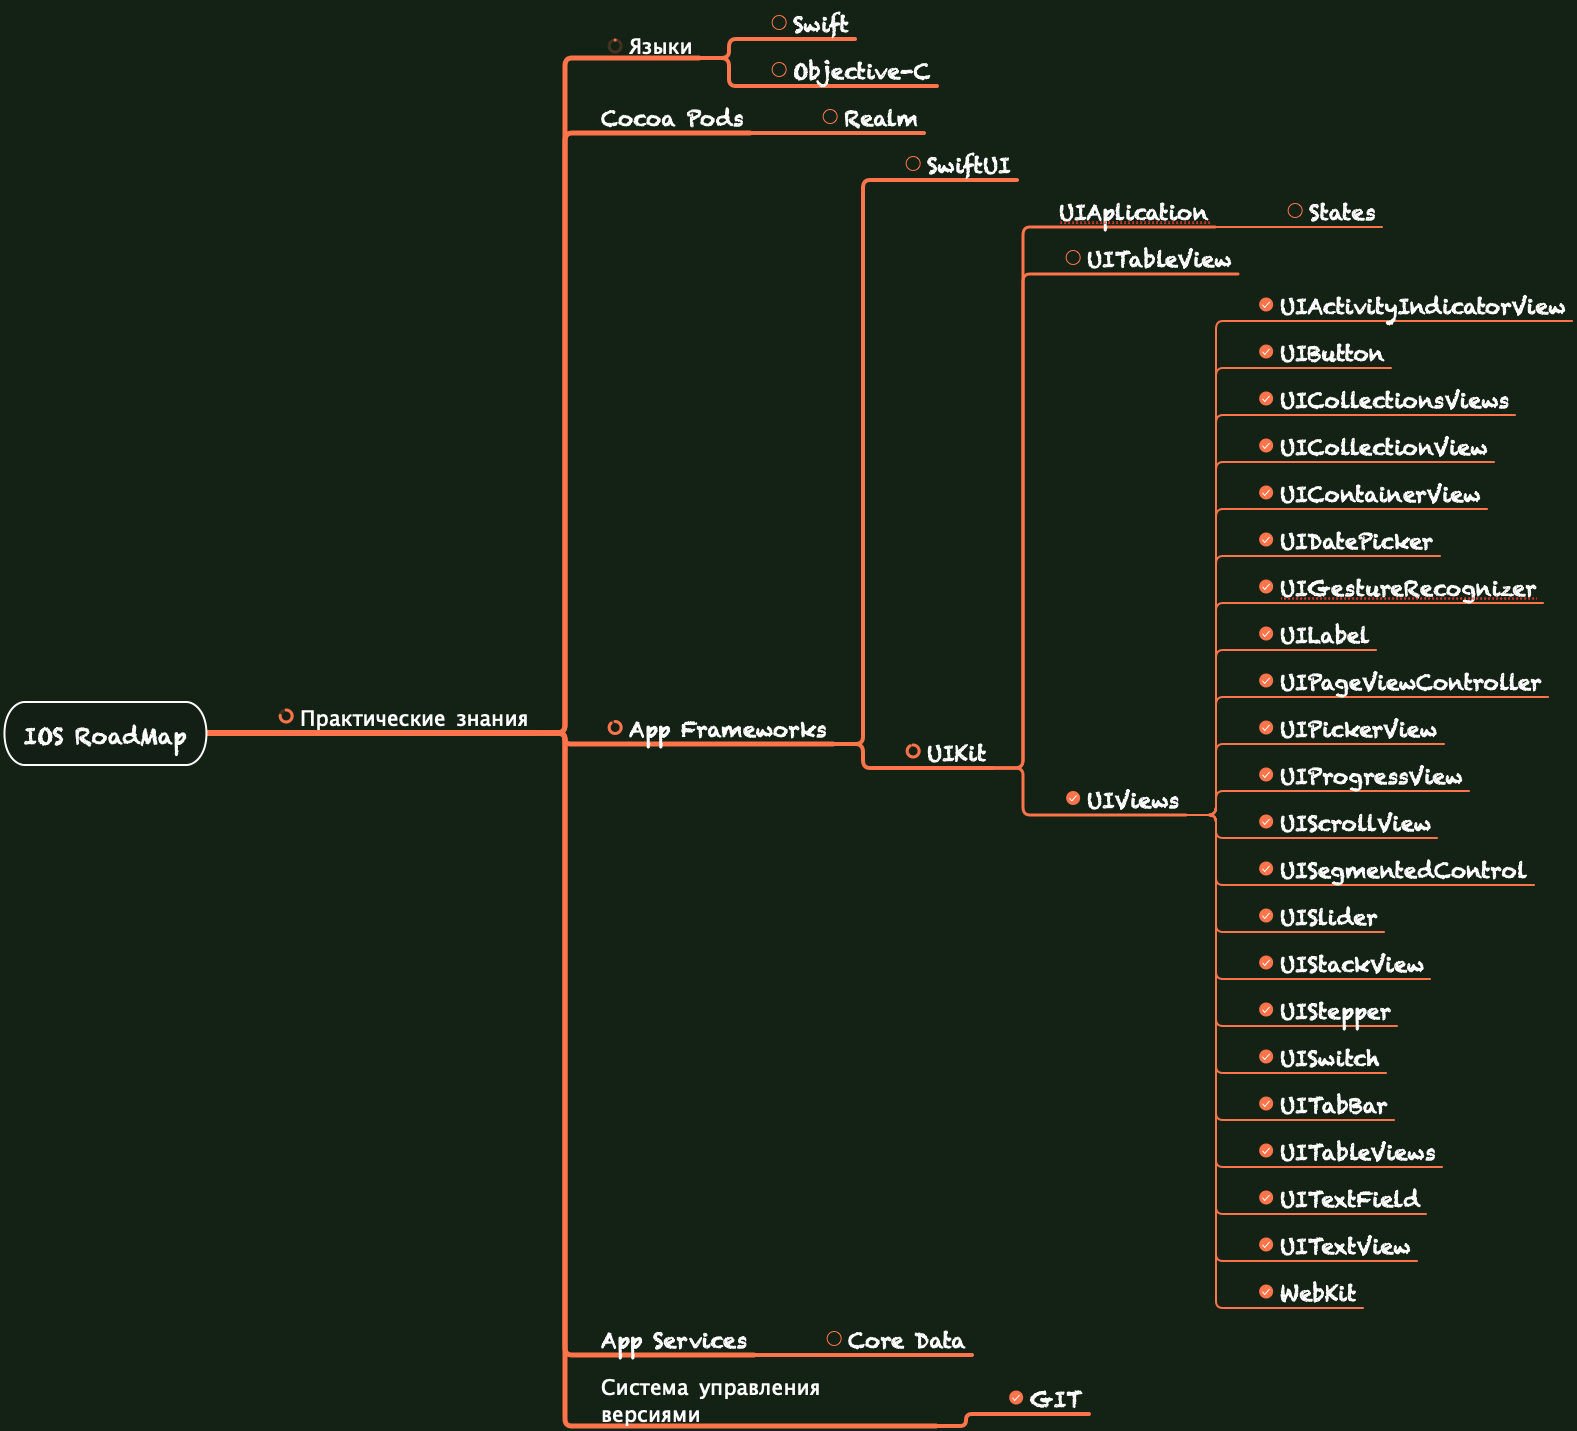 Swift
Языки
Objective-C
Cocoa Pods
Realm
SwiftUI
UIAplication
States
UITableView
UIActivityIndicatorView
UIButton
UICollectionsViews
UICollectionView
UIContainerView
UIDatePicker
UIGestureRecognizer
UILabel
UIPageViewController
IOS RoadMap
Практические знания
App Frameworks
UIPickerView
UIKit
UIProgressView
UIViews
UIScrollView
UISegmentedControl
UISlider
UIStackView
UIStepper
UISwitch
UITabBar
UITableViews
UITextField
UITextView
WebKit
App Services
Core Data
Система управления
версиями
GIT